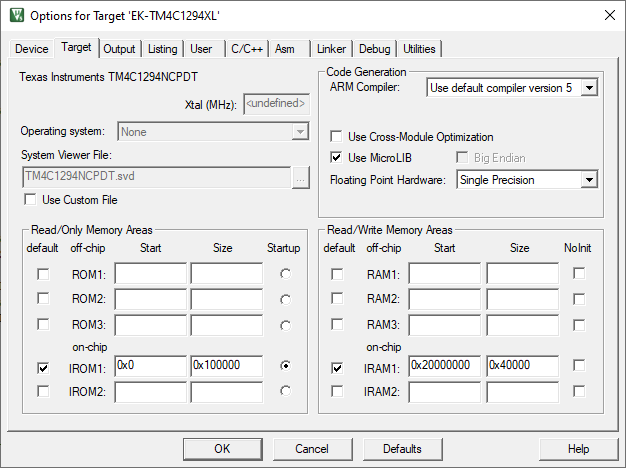 Options for Target 'EK-TM4C1294XL'
Device Target Output Listing User C/C++ Asm Linker Debug Utilities
Texas Instruments TM4C1294NCPDT
Xtal (MHz): <undefined>
Operating system: None
System Viewer File:
TM4C1294NCPDT.svd ...
Use Custom File
Code Generation
ARM Compiler: Use default compiler version 5
Use Cross-Module Optimization
Use MicroLIB Big Endian
Floating Point Hardware: Single Precision
Read/Only Memory Areas
default off-chip Start Size Startup
ROM1:
ROM2:
ROM3:
on-chip
IROM1: 0x0 0x100000
IROM2:
Read/Write Memory Areas
default off-chip Start Size NoInit
RAM1:
RAM2:
RAM3:
on-chip
IRAM1: 0x20000000 0x40000
IRAM2:
OK Cancel Defaults Help